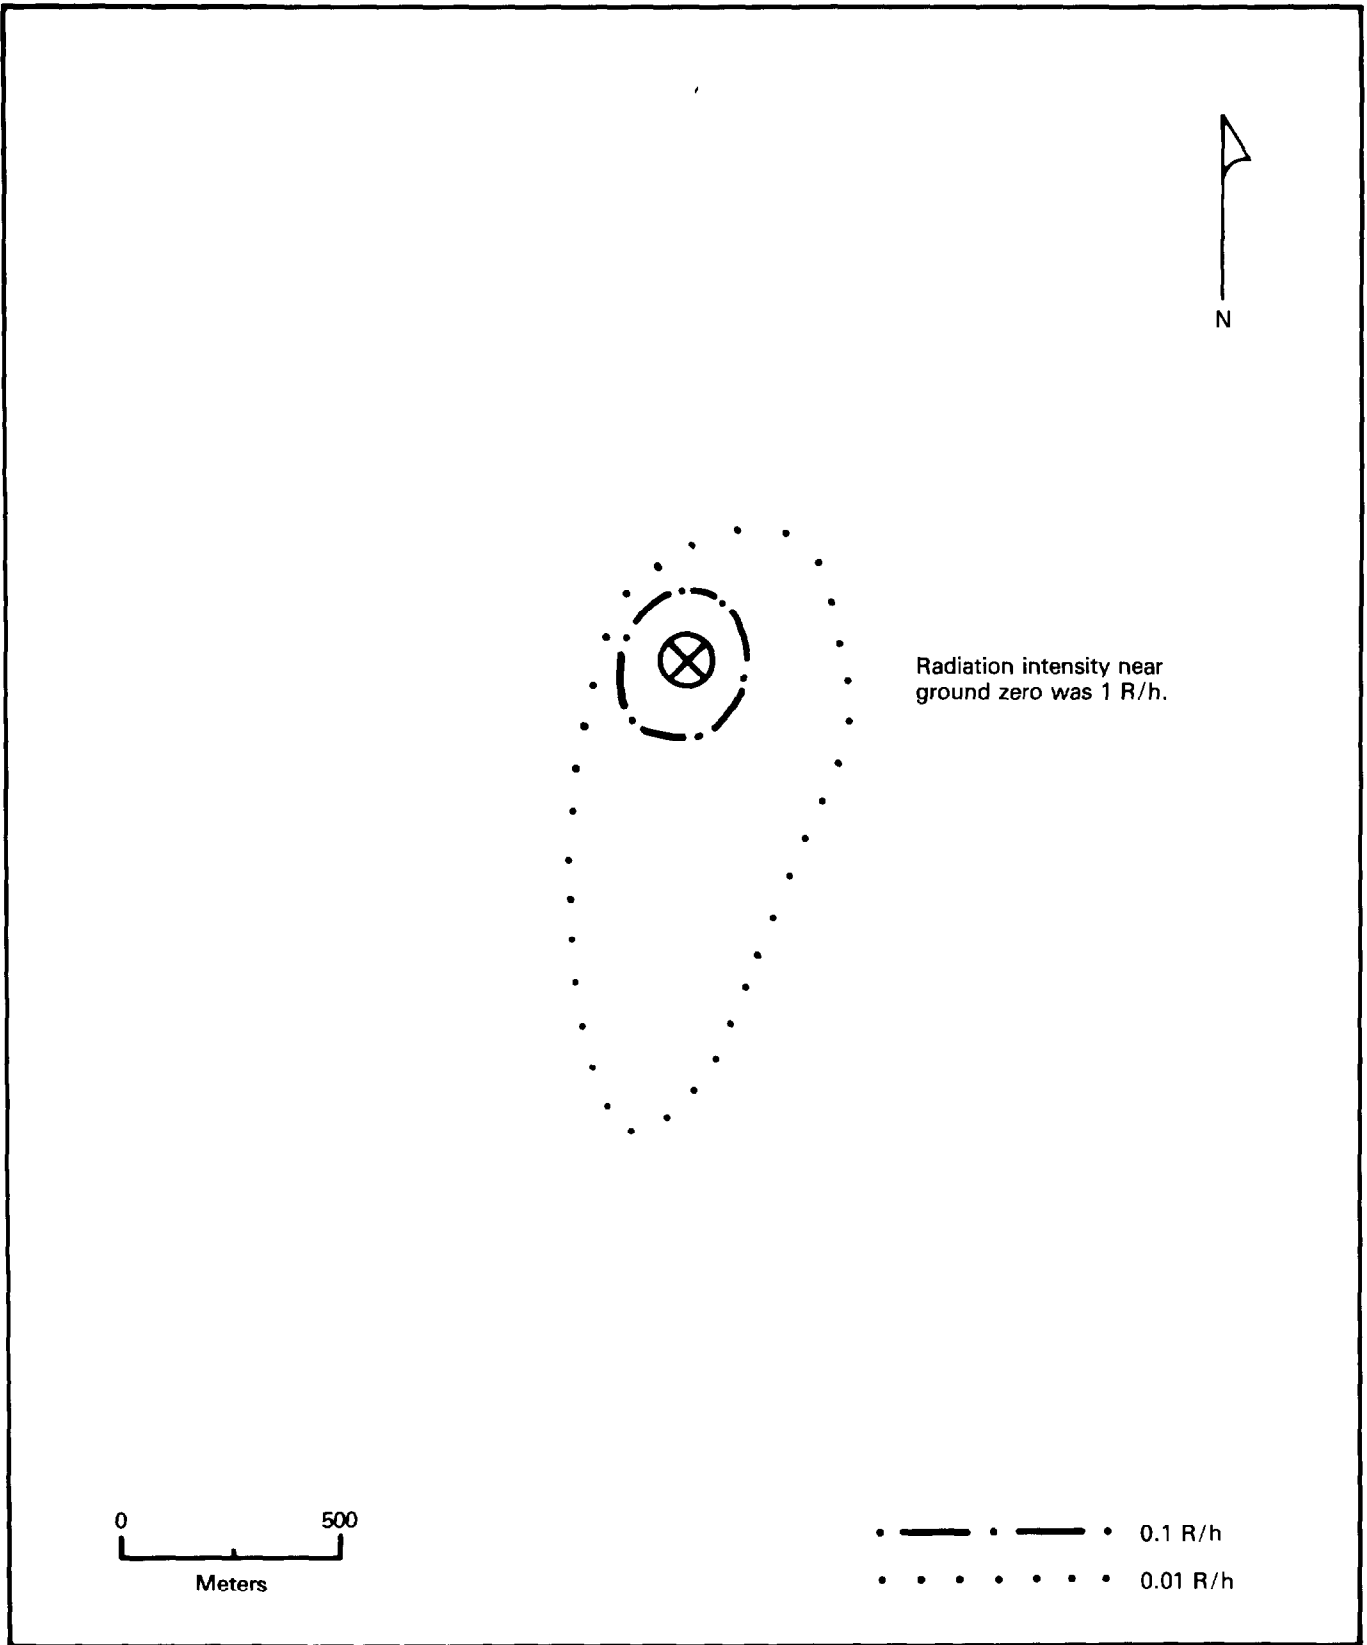 N
Radiation intensity near
ground zero was 1 R/h.
0 500
Meters
0.1 R/h
0.01 R/h